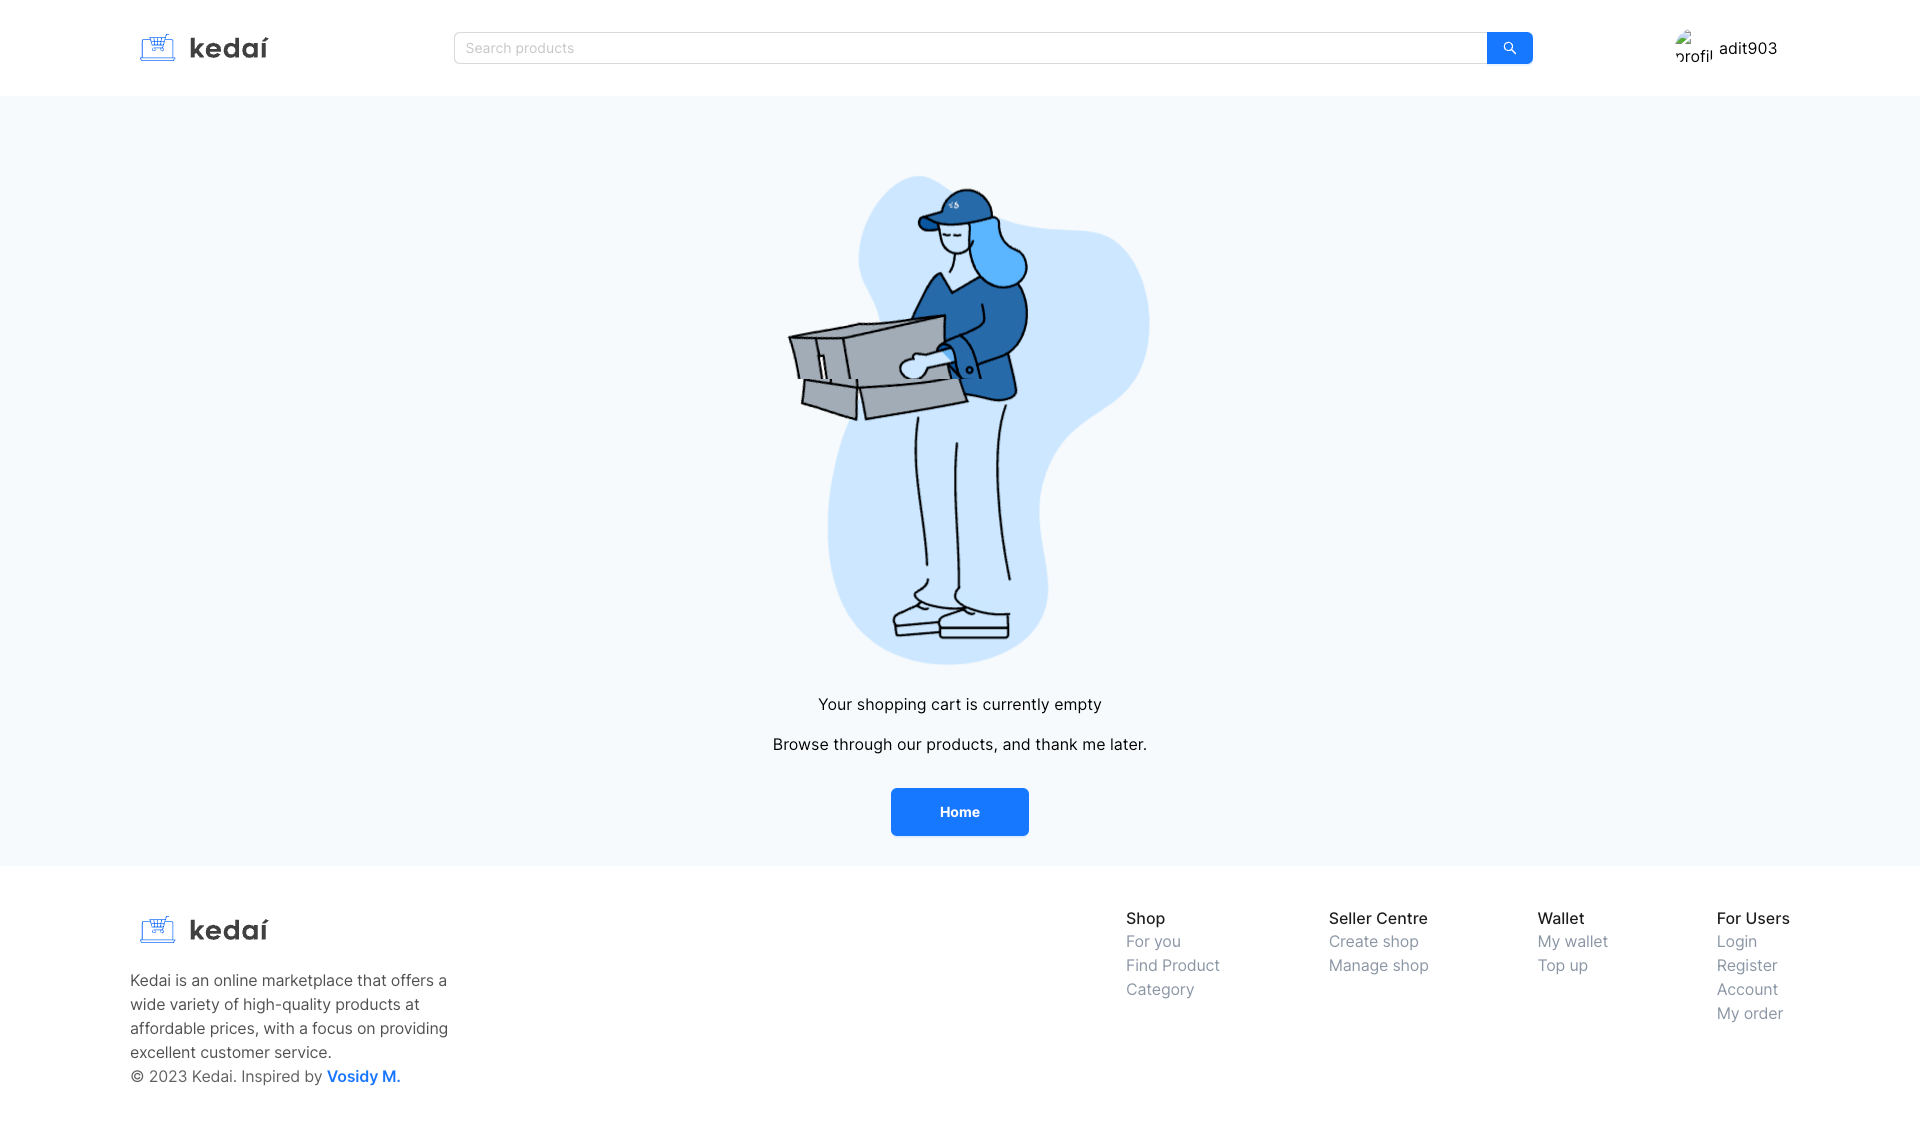 kedaí
Search products
profil
adit903
Your shopping cart is currently empty
Browse through our products, and thank me later.
Home
kedaí
Kedai is an online marketplace that offers a
wide variety of high-quality products at
affordable prices, with a focus on providing
excellent customer service.
© 2023 Kedai. Inspired by Vosidy M.
Shop
For you
Find Product
Category
Seller Centre
Create shop
Manage shop
Wallet
My wallet
Top up
For Users
Login
Register
Account
My order